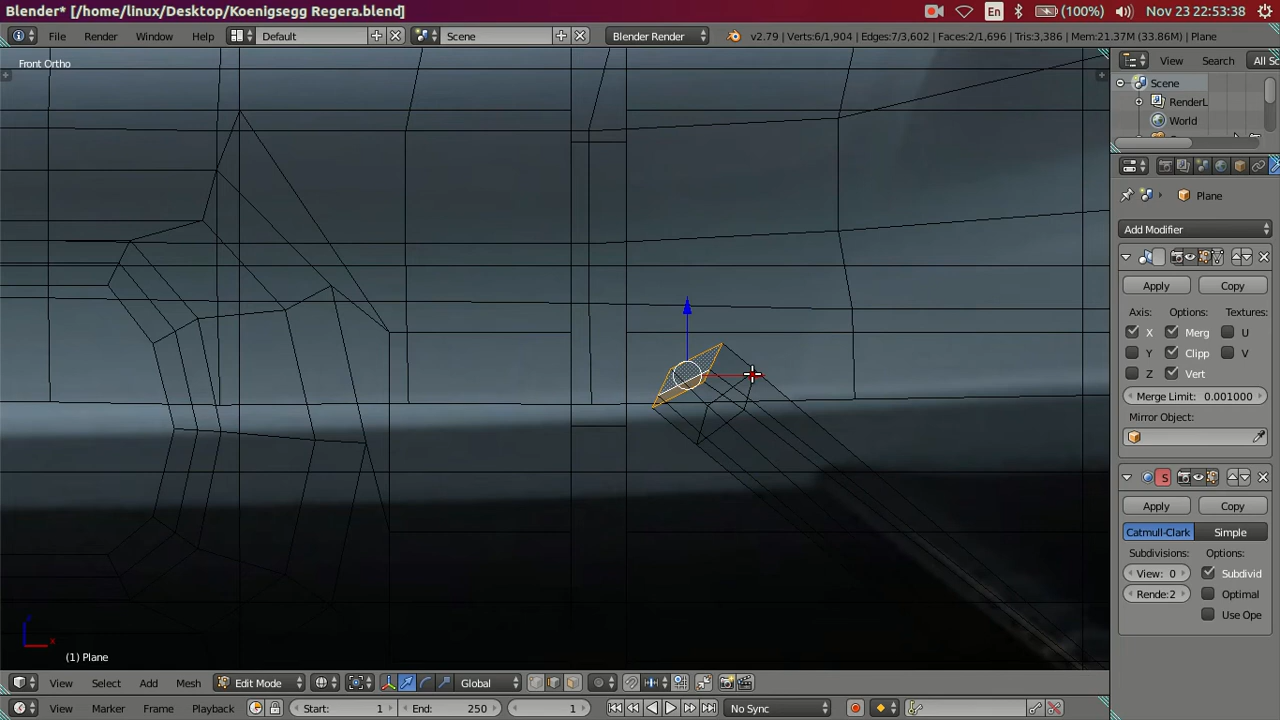 Blender* [/home/linux/Desktop/Koenigsegg Regera.blend]
En (100%) Nov 23 22:53:38
File Render Window Help Default Scene Blender Render v2.79 | Verts:6/1,904 | Edges:7/3,602 | Faces:2/1,696 | Tris:3,386 | Mem:21.37M (33.86M) | Plane
Front Ortho
View Search All Sc
Scene
RenderL
World
Plane
Add Modifier
Apply Copy
Axis: Options: Textures:
X Merg U
Y Clipp V
Z Vert
Merge Limit: 0.001000
Mirror Object:
S
Apply Copy
Catmull-Clark Simple
Subdivisions: Options:
View: 0 Subdivid
Rende:2 Optimal
Use Ope
(1) Plane
View Select Add Mesh Edit Mode Global
View Marker Frame Playback Start: 1 End: 250 1 No Sync